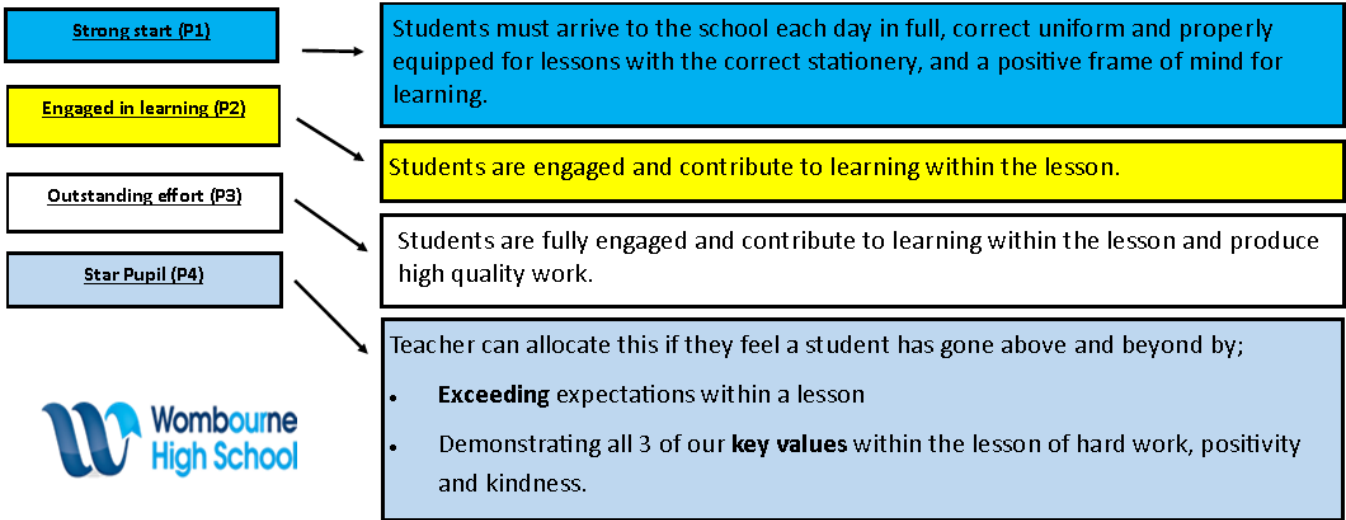 Strong start (P1)
Students must arrive to the school each day in full, correct uniform and properly
equipped for lessons with the correct stationery, and a positive frame of mind for
learning.
Engaged in learning (P2)
Students are engaged and contribute to learning within the lesson.
Outstanding effort (P3)
Students are fully engaged and contribute to learning within the lesson and produce
high quality work.
Star Pupil (P4)
Teacher can allocate this if they feel a student has gone above and beyond by;
• Exceeding expectations within a lesson
• Demonstrating all 3 of our key values within the lesson of hard work, positivity
and kindness.
Wombourne
High School